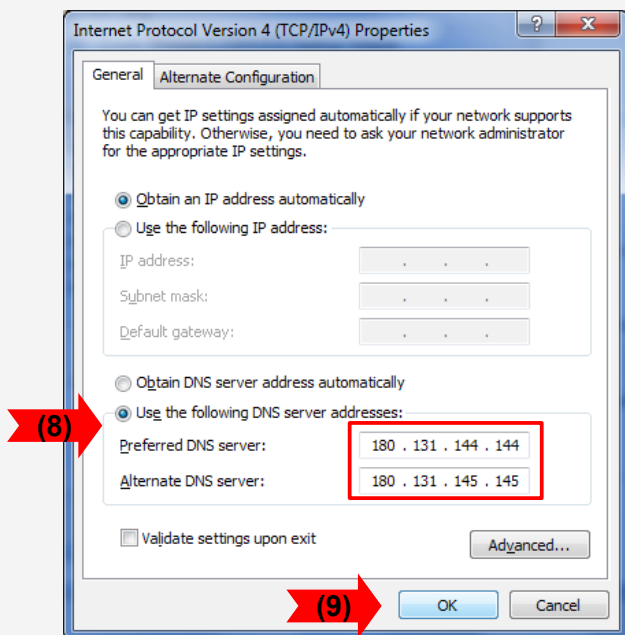 Internet Protocol Version 4 (TCP/IPv4) Properties
?
General
Alternate Configuration
You can get IP settings assigned automatically if your network supports
this capability. Otherwise, you need to ask your network administrator
for the appropriate IP settings.
Obtain an IP address automatically
Use the following IP address:
IP address:
. . .
Subnet mask:
. . .
Default gateway:
. . .
Obtain DNS server address automatically
(8) Use the following DNS server addresses:
Preferred DNS server: 180 . 131 . 144 . 144
Alternate DNS server: 180 . 131 . 145 . 145
Validate settings upon exit
Advanced...
(9) OK Cancel